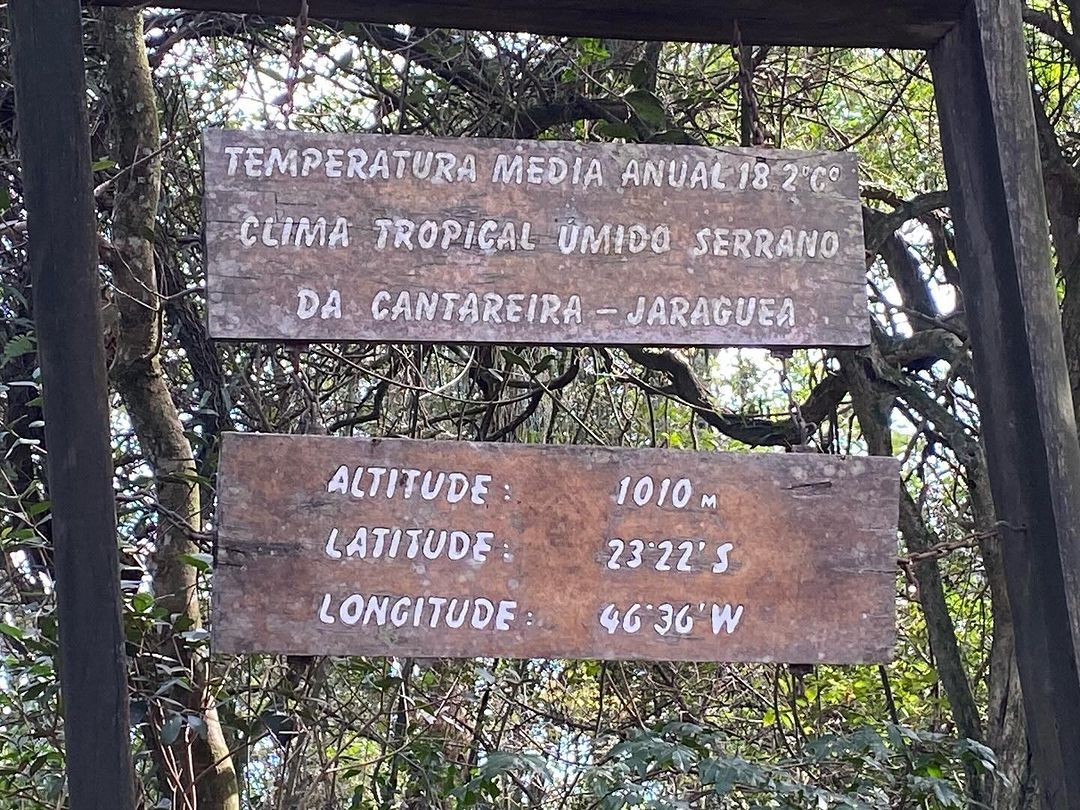 TEMPERATURA MEDIA ANUAL 18.2°C°
CLIMA TROPICAL ÚMIDO SERRANO
DA CANTAREIRA - JARAGUEA
ALTITUDE : 1010 M
LATITUDE : 23°22' S
LONGITUDE : 46°36' W